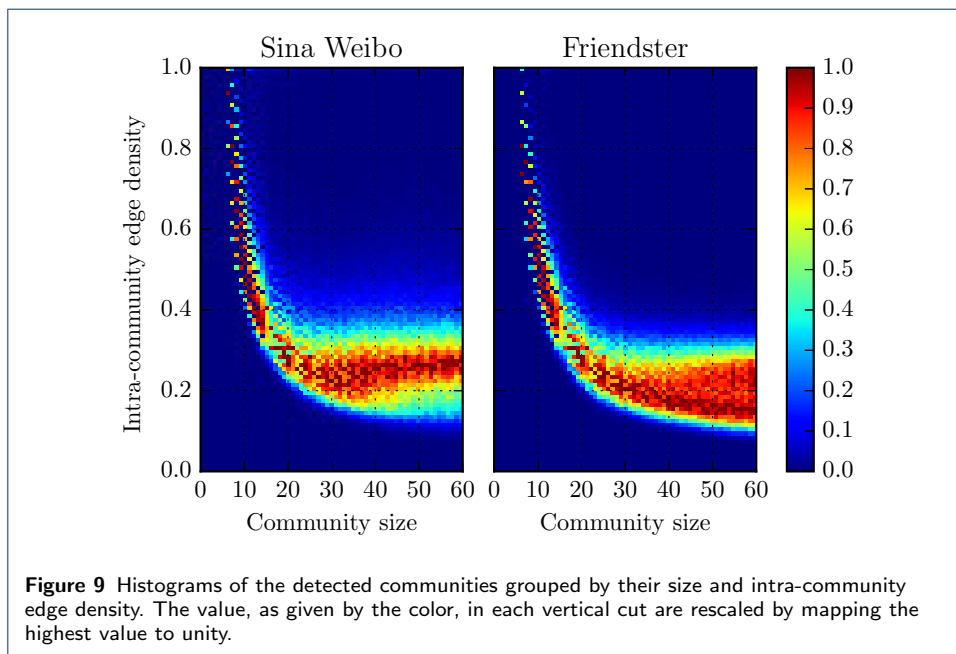 Sina Weibo
Friendster
1.0
0.8
0.6
0.4
0.2
0.0
Intra-community edge density
0 10 20 30 40 50 60
Community size
0 10 20 30 40 50 60
Community size
1.0
0.9
0.8
0.7
0.6
0.5
0.4
0.3
0.2
0.1
0.0
Figure 9 Histograms of the detected communities grouped by their size and intra-community
edge density. The value, as given by the color, in each vertical cut are rescaled by mapping the
highest value to unity.